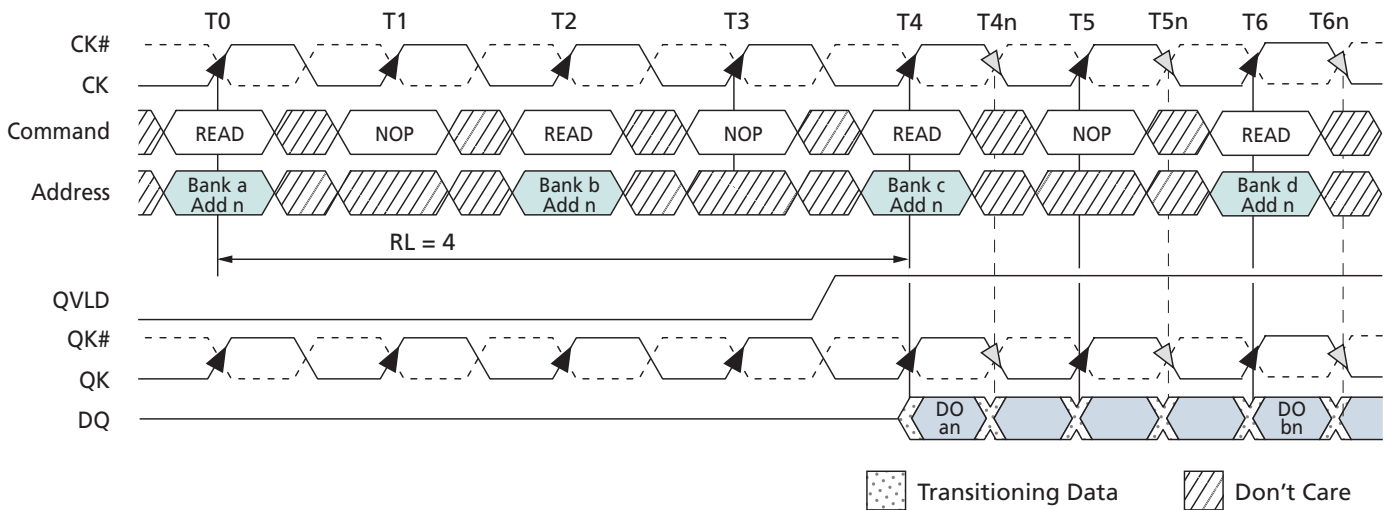 T0 T1 T2 T3 T4 T4n T5 T5n T6 T6n
CK#
CK
Command READ NOP READ NOP READ NOP READ
Address Bank a Bank b Bank c Bank d
Add n Add n Add n Add n
RL = 4
QVLD
QK#
QK
DQ DO DO
an bn
Transitioning Data Don't Care